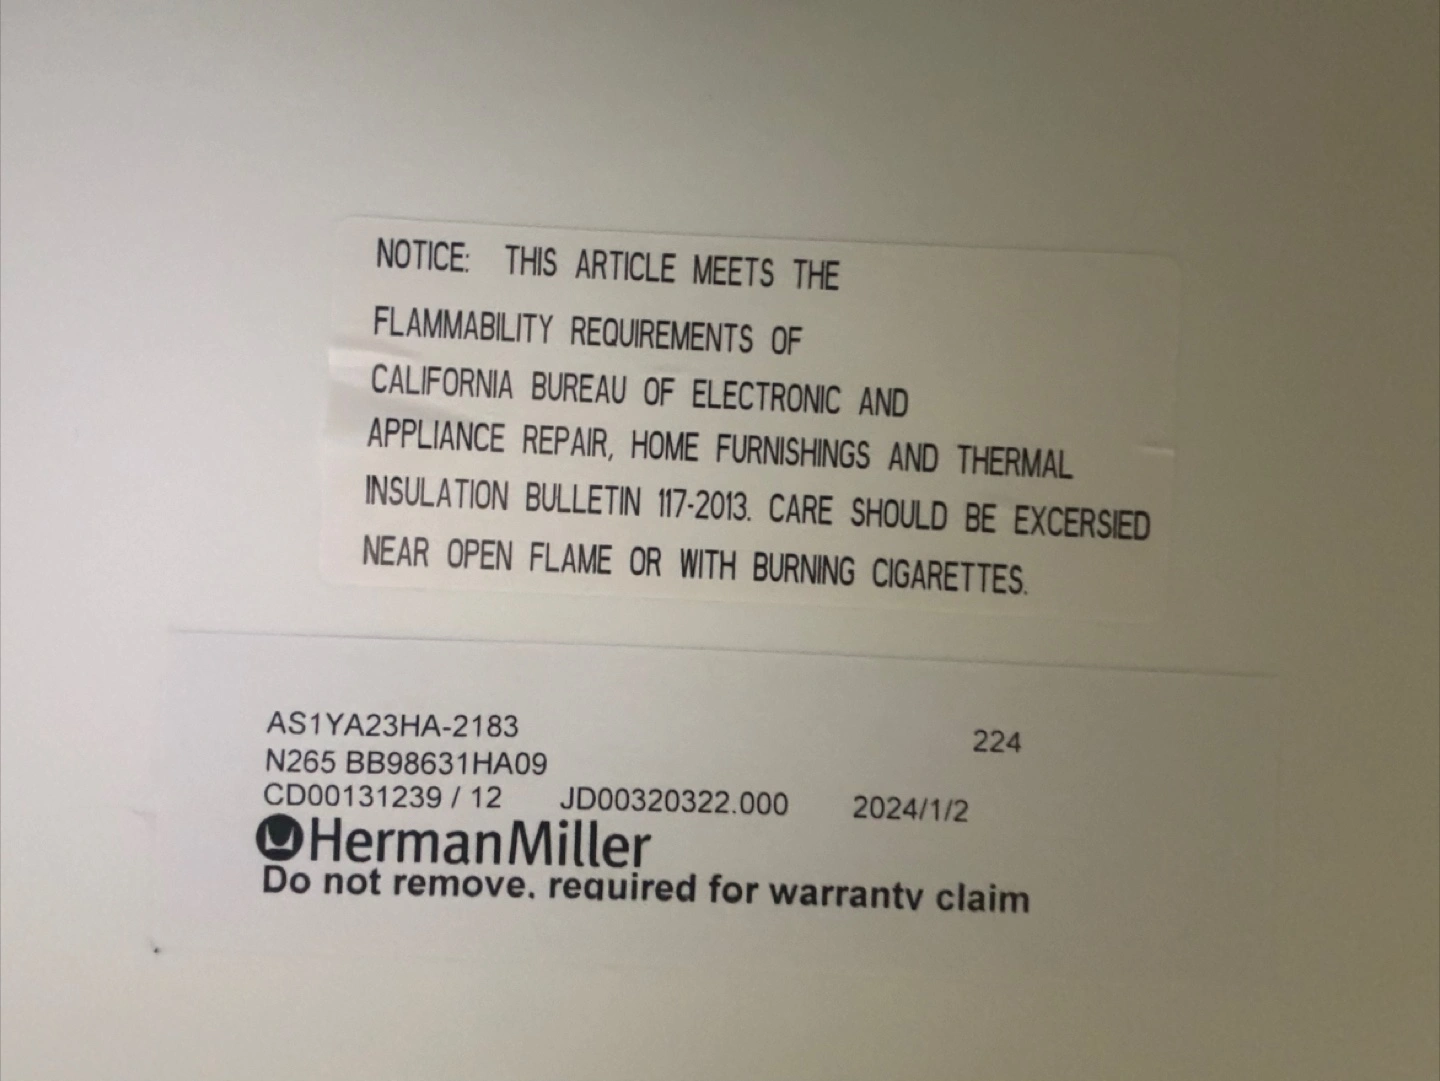 NOTICE: THIS ARTICLE MEETS THE
FLAMMABILITY REQUIREMENTS OF
CALIFORNIA BUREAU OF ELECTRONIC AND
APPLIANCE REPAIR, HOME FURNISHINGS AND THERMAL
INSULATION BULLETIN 117-2013. CARE SHOULD BE EXCERSIED
NEAR OPEN FLAME OR WITH BURNING CIGARETTES.
AS1YA23HA-2183 224
N265 BB98631HA09
CD00131239 / 12 JD00320322.000 2024/1/2
HermanMiller
Do not remove. required for warranty claim